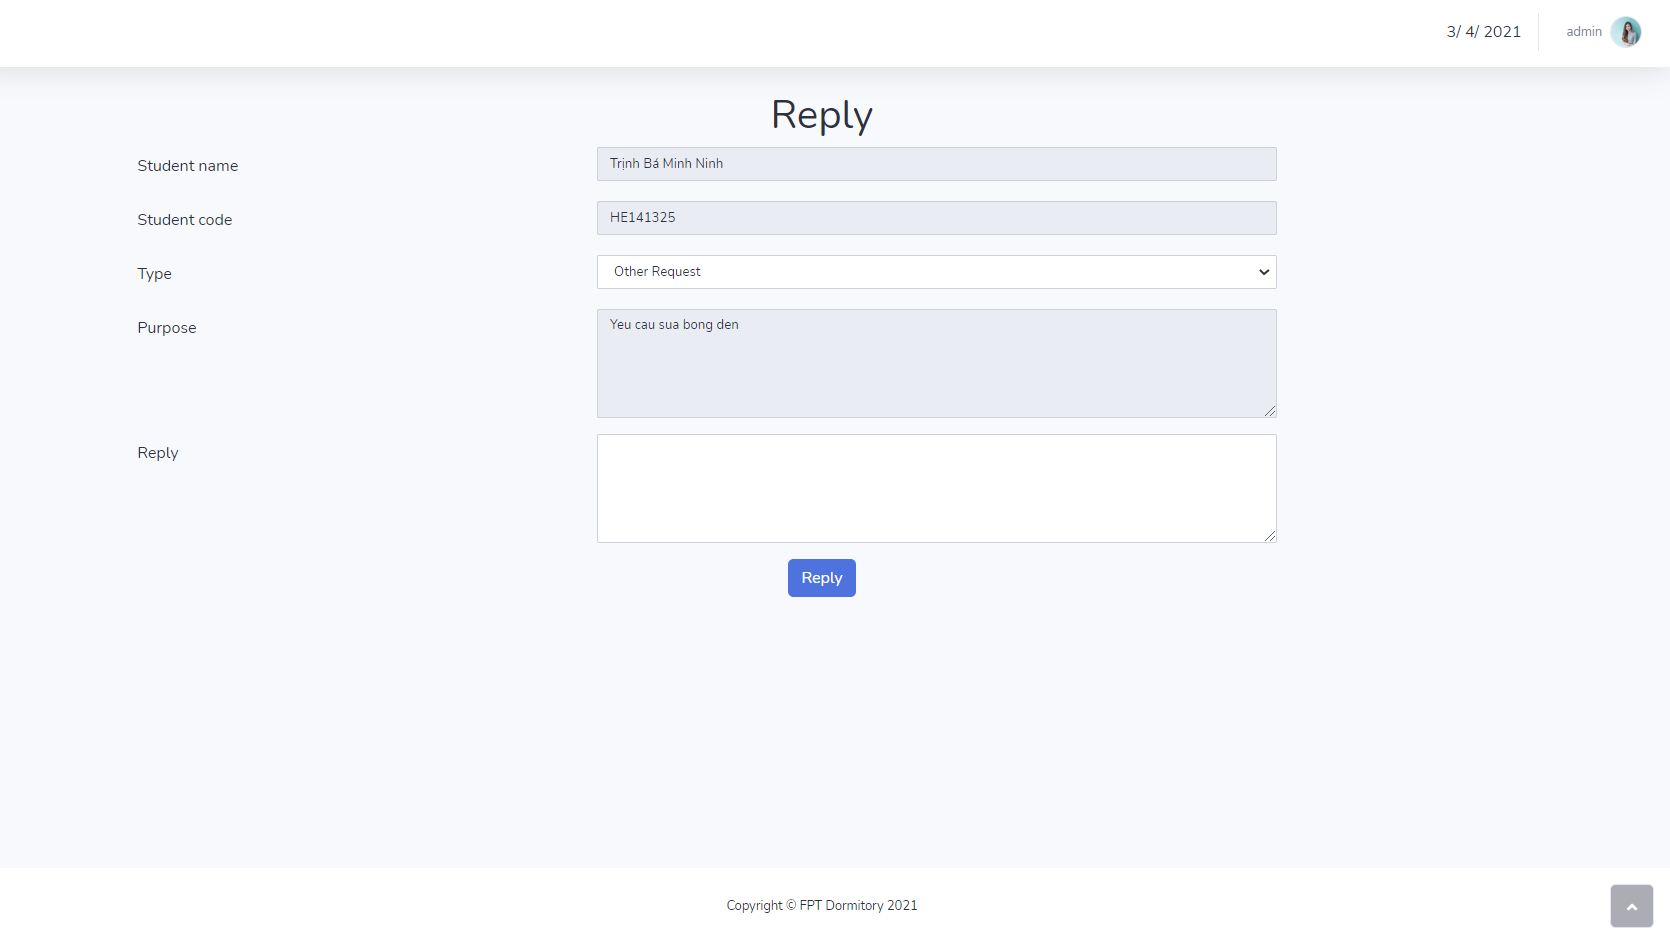 3/ 4/ 2021
admin
Reply
Student name
Trịnh Bá Minh Ninh
Student code
HE141325
Type
Other Request
Purpose
Yeu cau sua bong den
Reply
Reply
Copyright © FPT Dormitory 2021